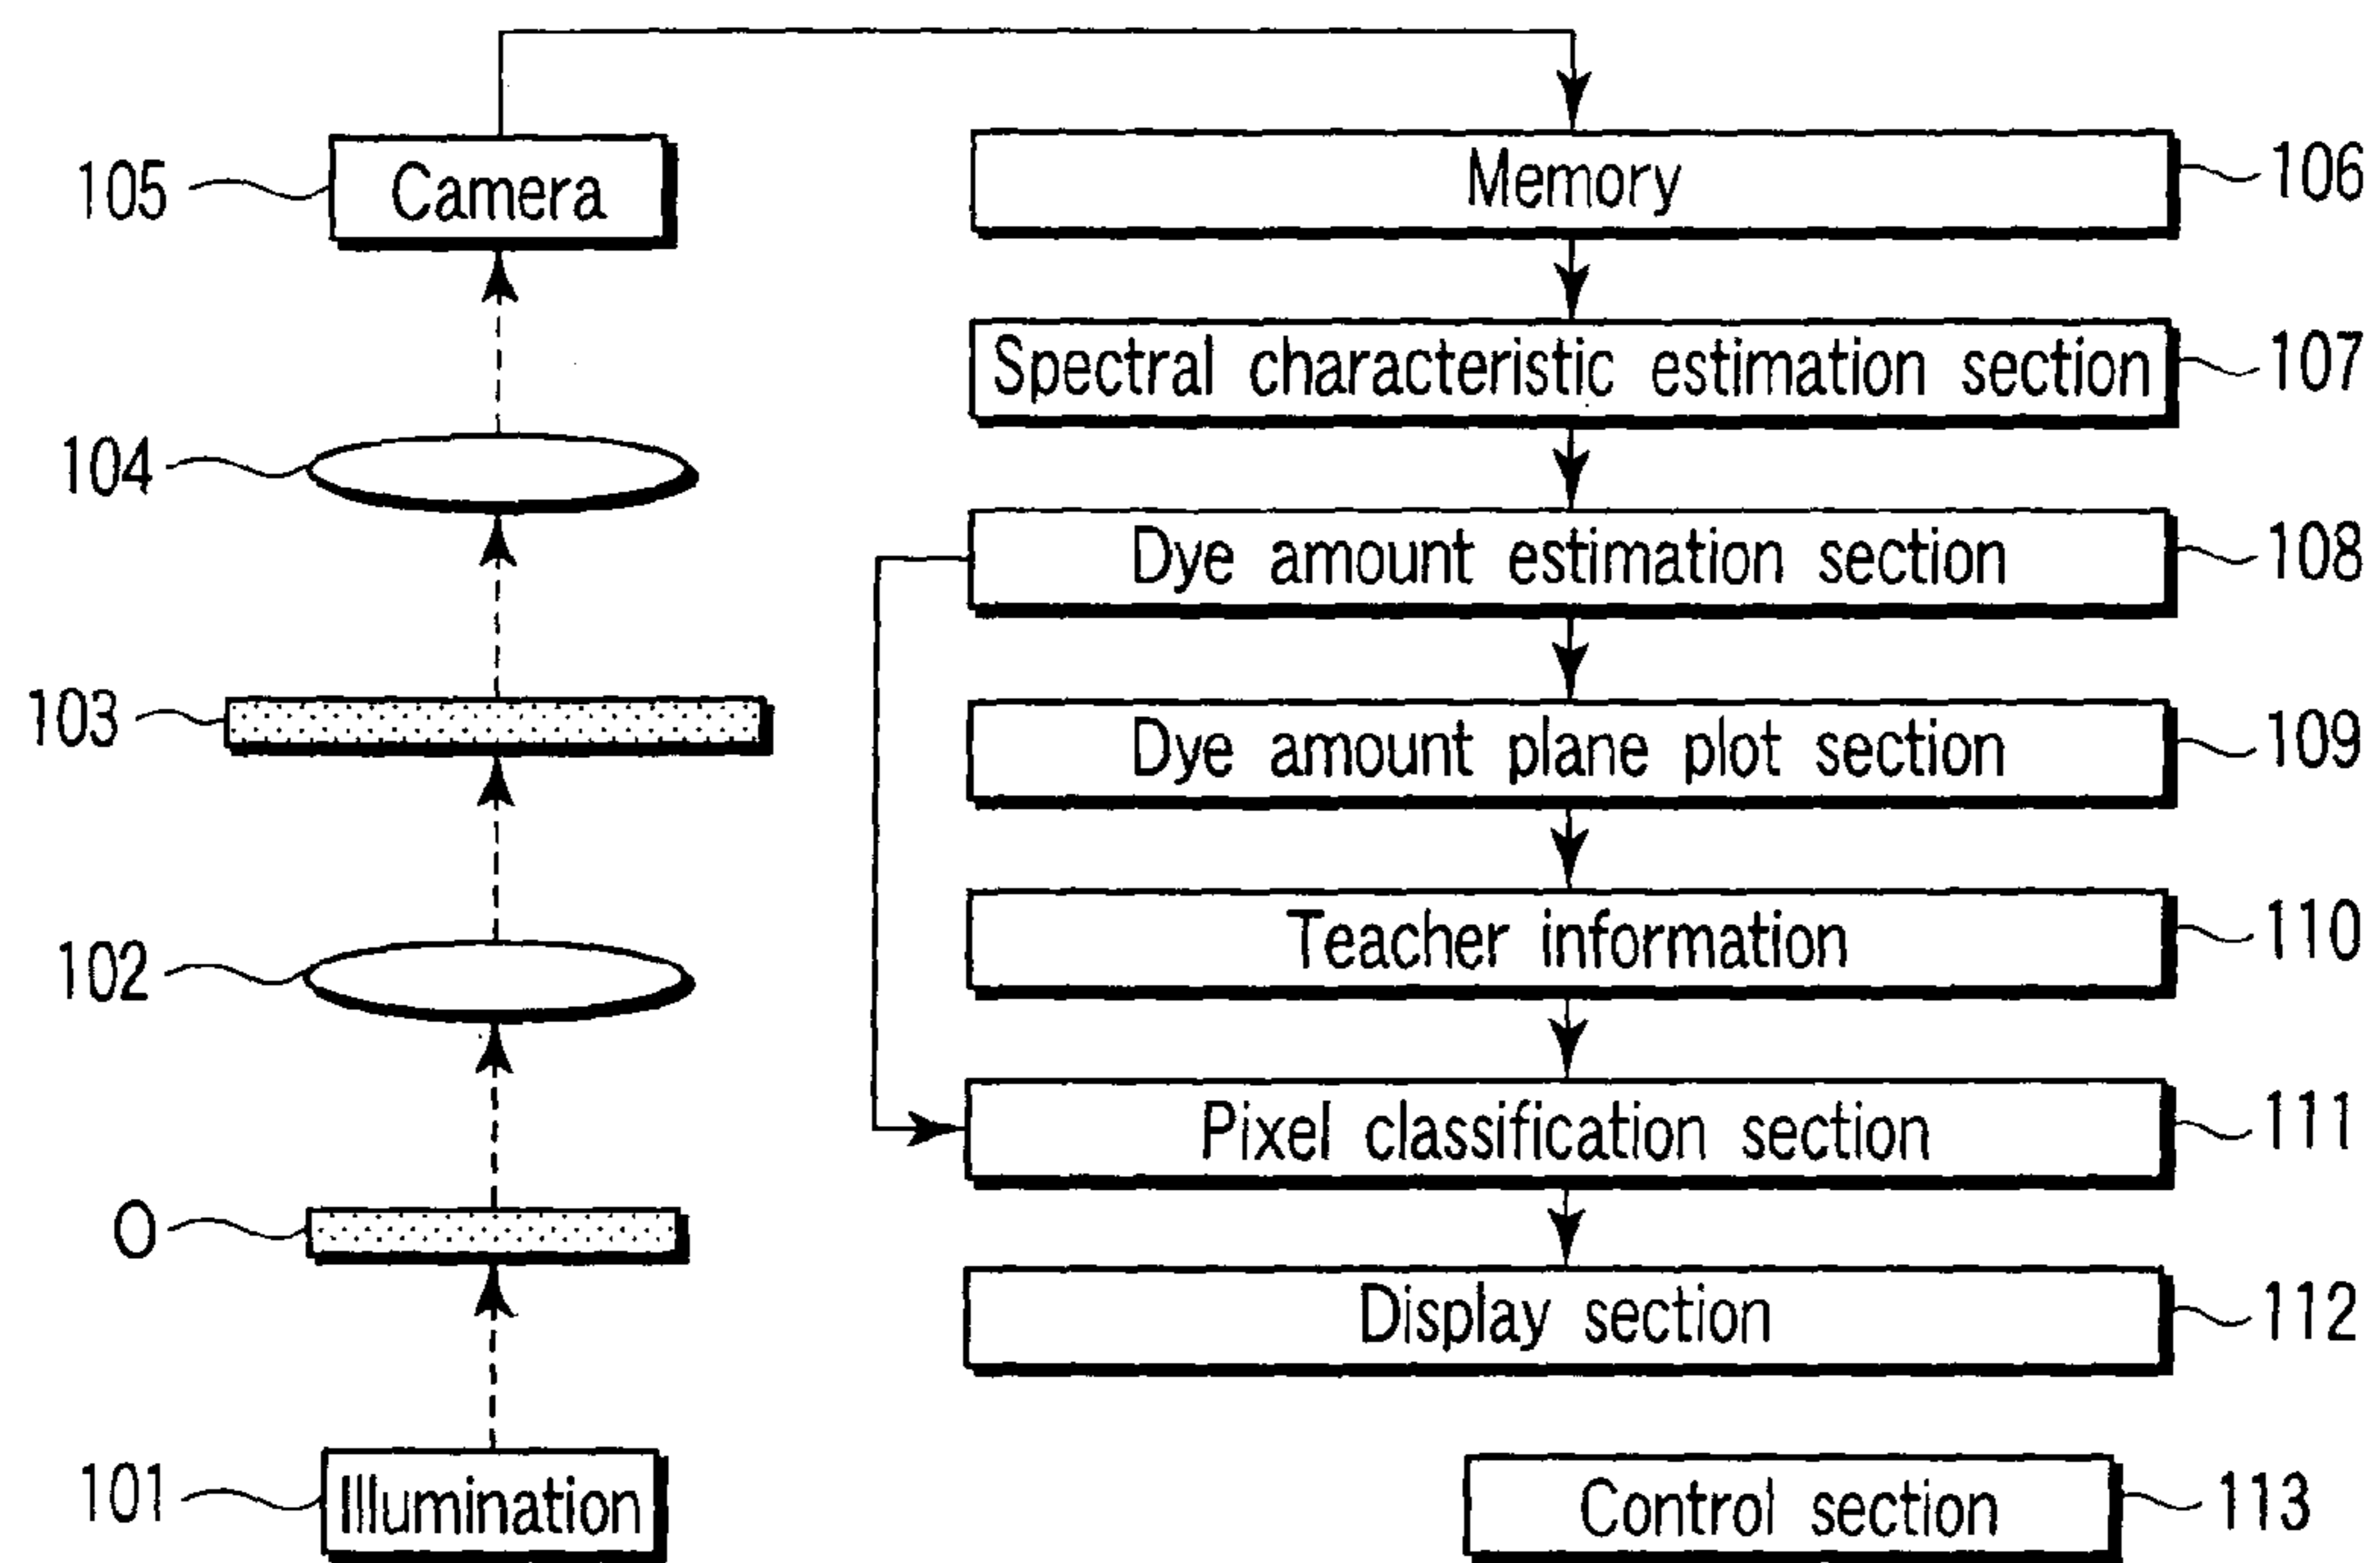 105
Camera
104
103
102
O
101
Illumination
Memory
106
Spectral characteristic estimation section
107
Dye amount estimation section
108
Dye amount plane plot section
109
Teacher information
110
Pixel classification section
111
Display section
112
Control section
113